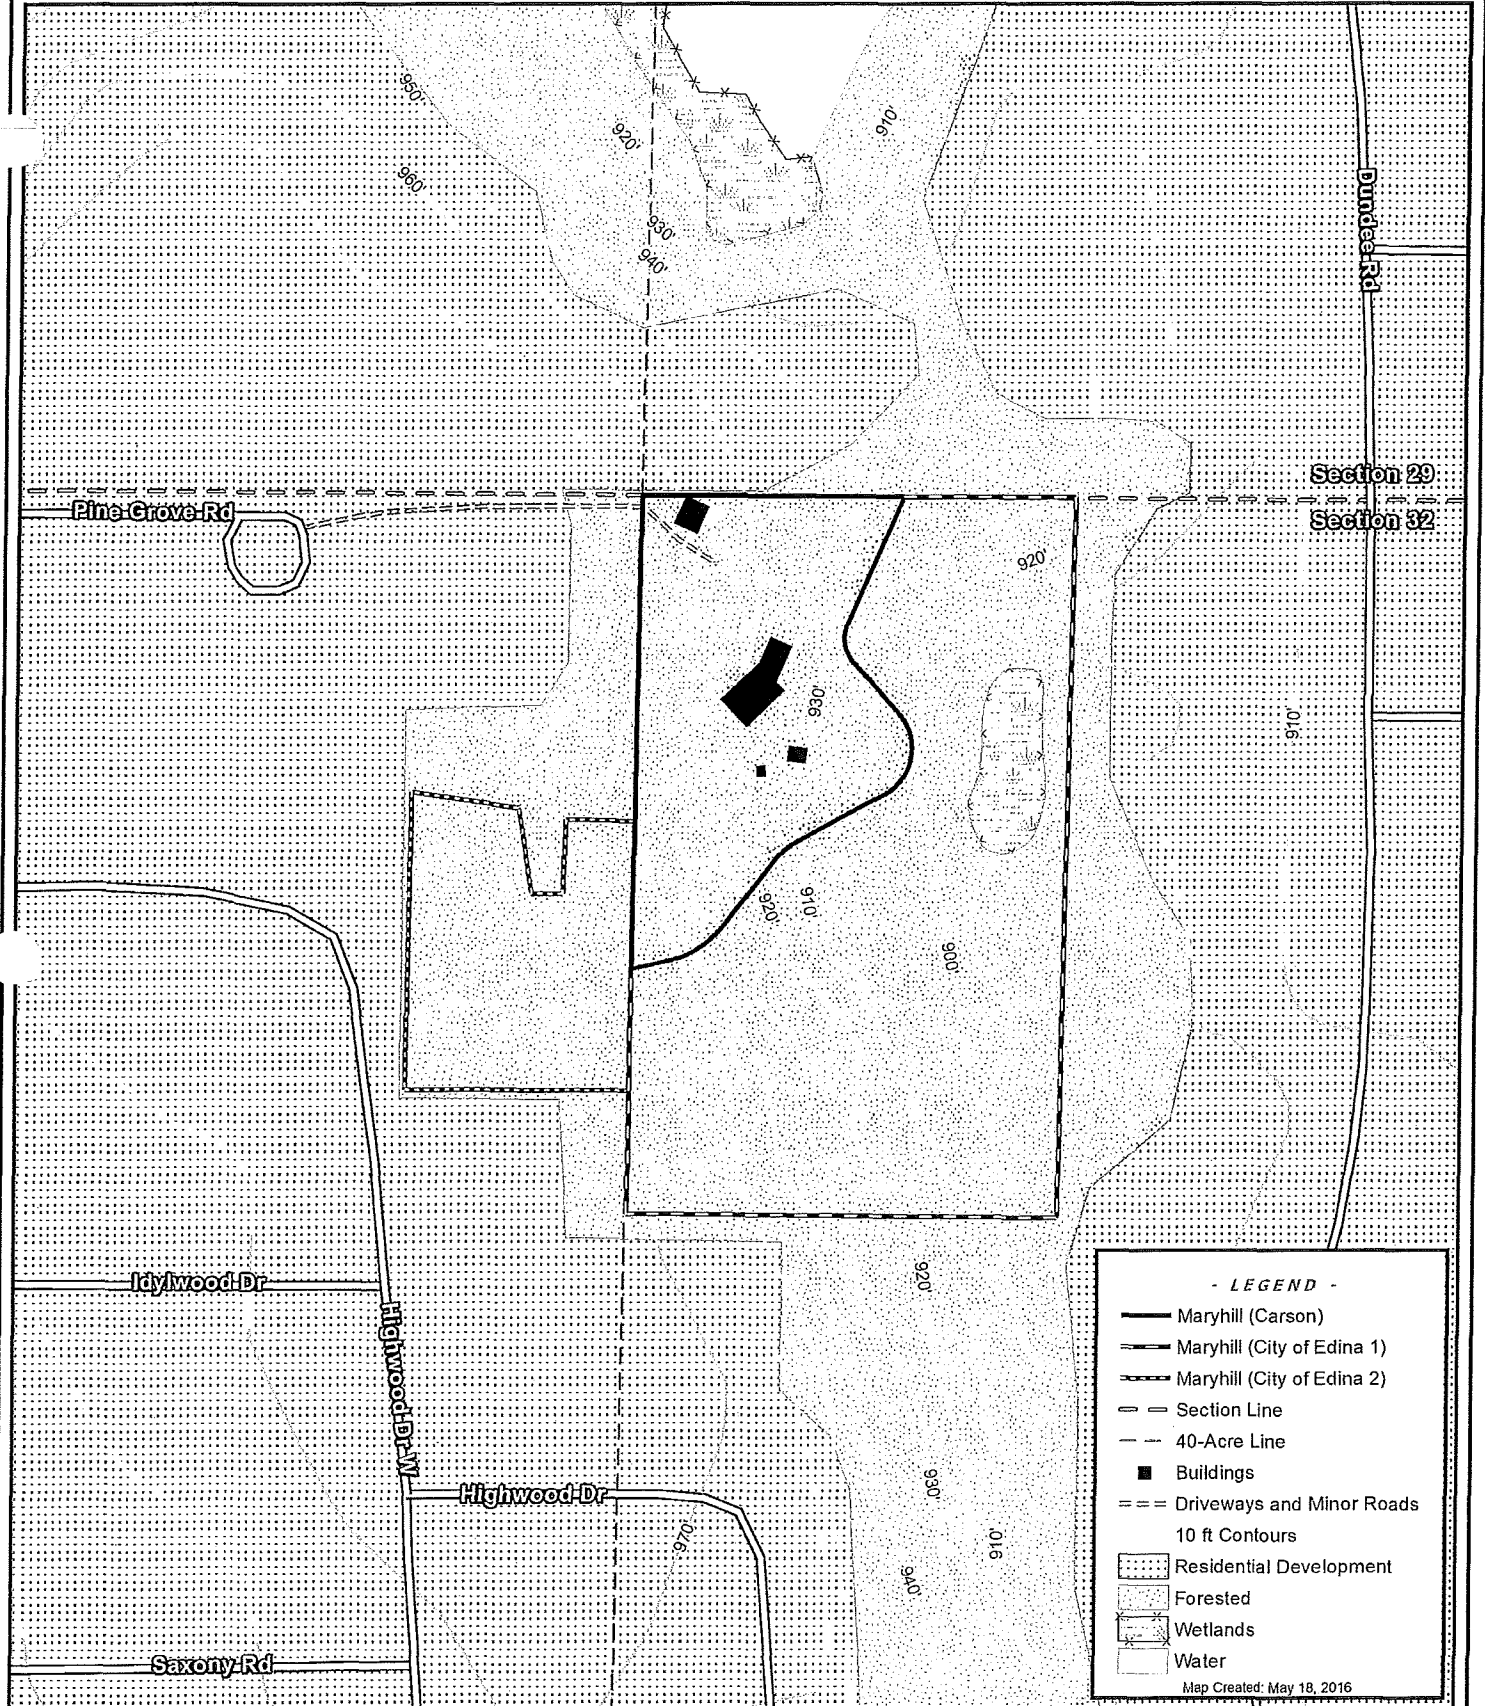 950'
920'
910'
960'
930'
940'
Dundee Rd
Section 29
Section 32
Pine Grove Rd
920'
930'
910'
920'
910'
900'
Idylwood Dr
Highwood Dr W
920'
Highwood Dr
930'
970'
910'
940'
Saxony Rd
- LEGEND -
Maryhill (Carson)
Maryhill (City of Edina 1)
Maryhill (City of Edina 2)
Section Line
40-Acre Line
Buildings
Driveways and Minor Roads
10 ft Contours
Residential Development
Forested
Wetlands
Water
Map Created: May 18, 2016